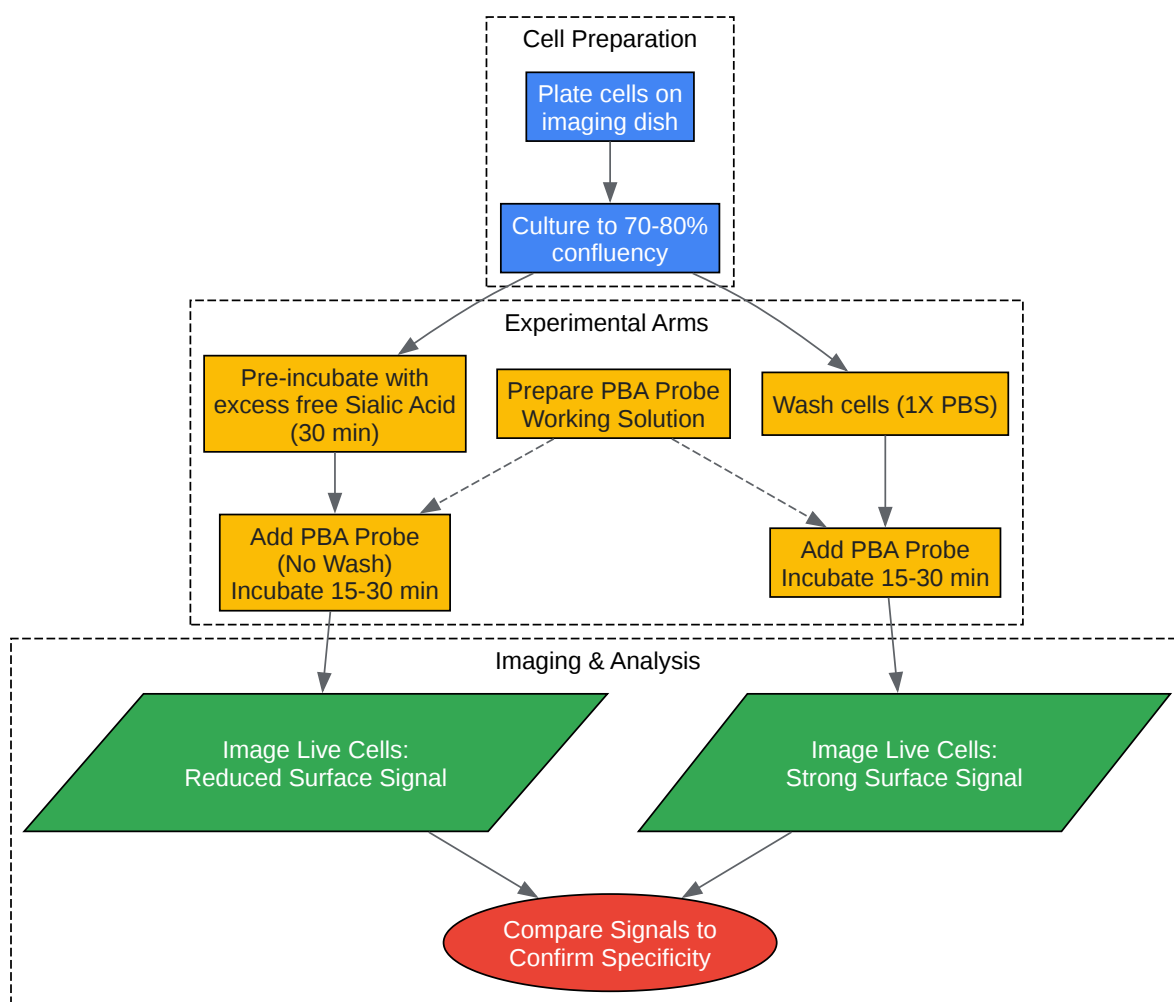 Cell Preparation
Plate cells on
imaging dish
Culture to 70-80%
confluency
Experimental Arms
Pre-incubate with
excess free Sialic Acid
(30 min)
Prepare PBA Probe
Working Solution
Wash cells (1X PBS)
Add PBA Probe
(No Wash)
Incubate 15-30 min
Add PBA Probe
Incubate 15-30 min
Imaging & Analysis
Image Live Cells:
Reduced Surface Signal
Image Live Cells:
Strong Surface Signal
Compare Signals to
Confirm Specificity